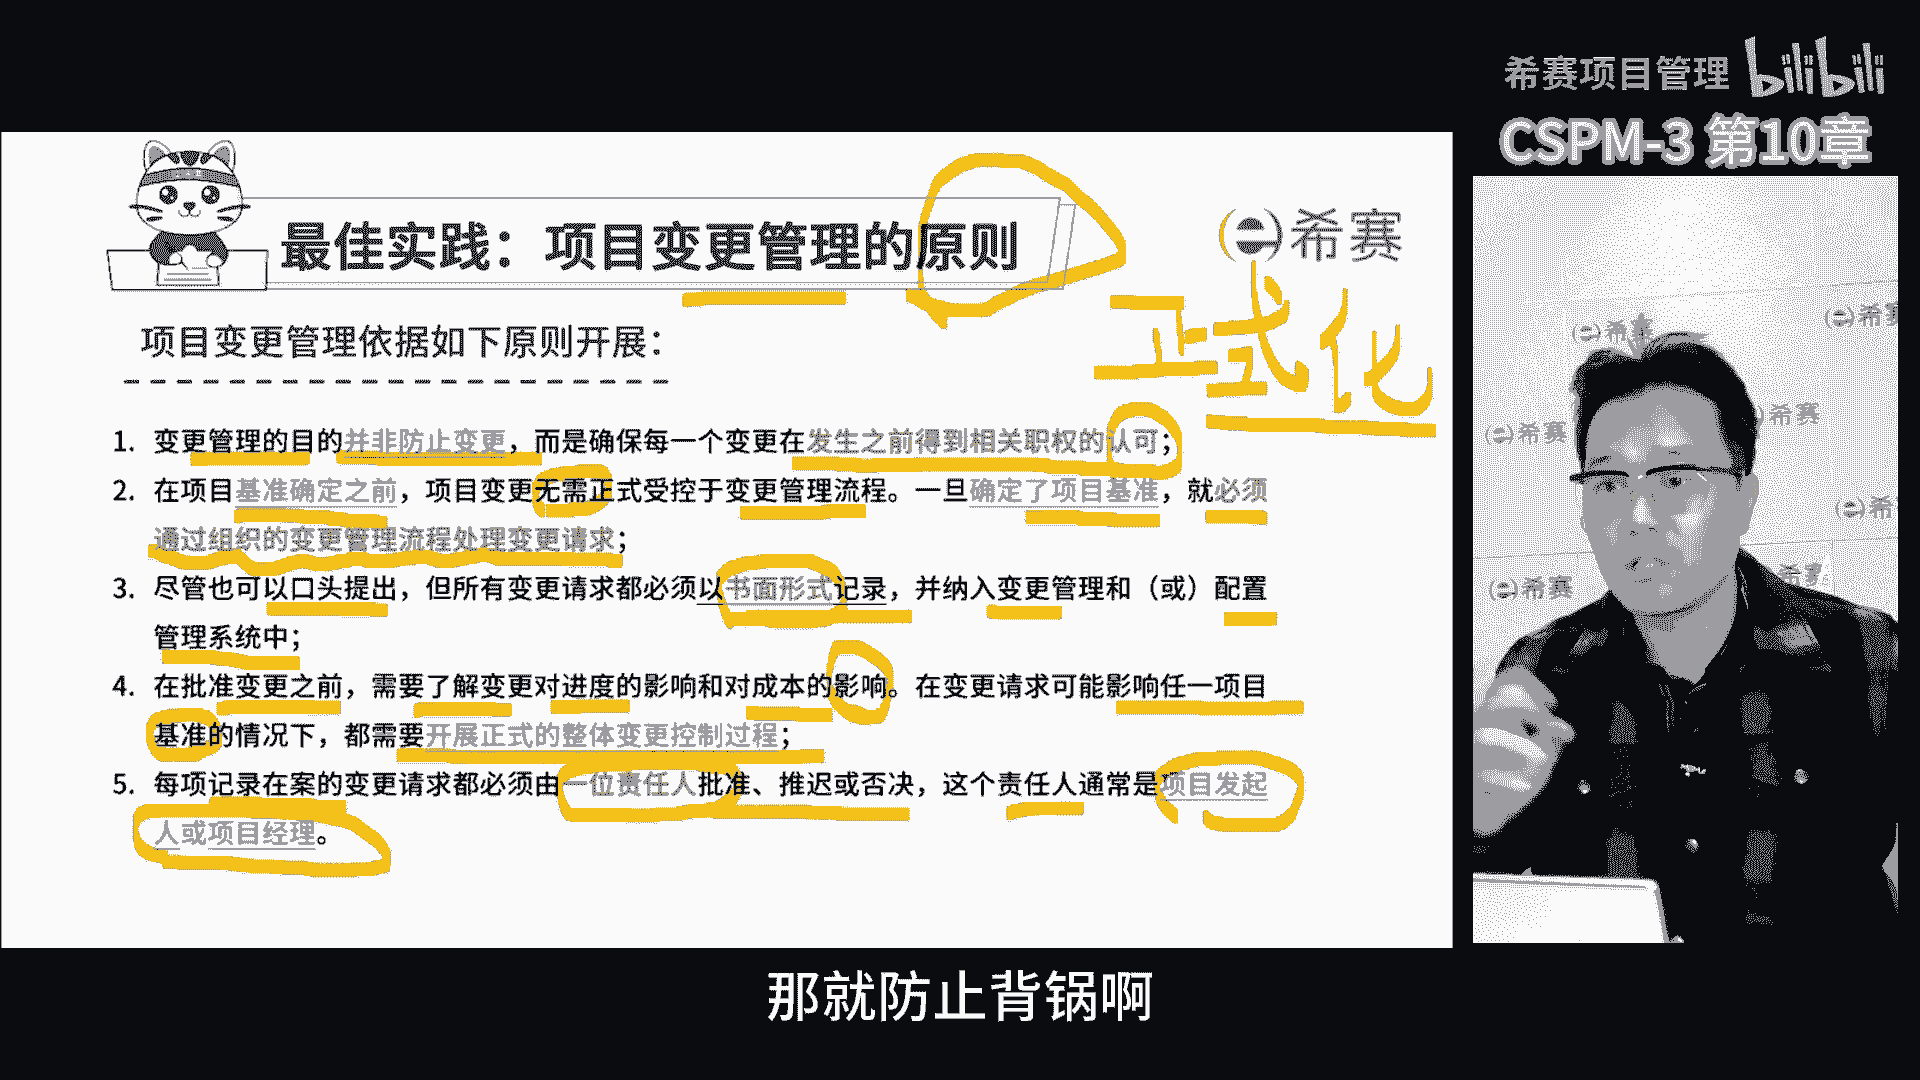 希赛项目管理 bilibili
CSPM-3 第10章
最佳实践：项目变更管理的原则
希赛
正式化
项目变更管理依据如下原则开展：
1. 变更管理的目的并非防止变更，而是确保每一个变更在发生之前得到相关职权的认可；
2. 在项目基准确定之前，项目变更无需正式受控于变更管理流程。一旦确定了项目基准，就必须
通过组织的变更管理流程处理变更请求；
3. 尽管也可以口头提出，但所有变更请求都必须以书面形式记录，并纳入变更管理和（或）配置
管理系统中；
4. 在批准变更之前，需要了解变更对进度的影响和对成本的影响。在变更请求可能影响任一项目
基准的情况下，都需要开展正式的整体变更控制过程；
5. 每项记录在案的变更请求都必须由一位责任人批准、推迟或否决，这个责任人通常是项目发起
人或项目经理。
希赛
希赛
希赛
希赛
希赛
希赛
希赛
那就防止背锅啊